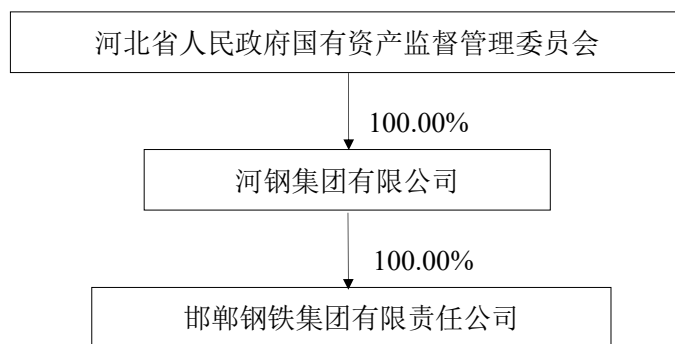 河北省人民政府国有资产监督管理委员会
100.00%
河钢集团有限公司
100.00%
邯郸钢铁集团有限责任公司